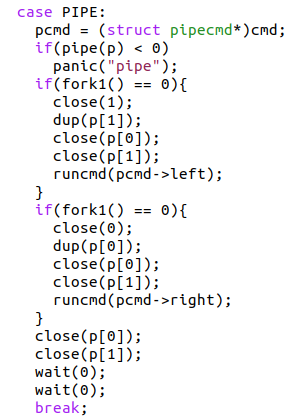 case PIPE:
  pcmd = (struct pipecmd*)cmd;
  if(pipe(p) < 0)
    panic("pipe");
  if(fork1() == 0){
    close(1);
    dup(p[1]);
    close(p[0]);
    close(p[1]);
    runcmd(pcmd->left);
  }
  if(fork1() == 0){
    close(0);
    dup(p[0]);
    close(p[0]);
    close(p[1]);
    runcmd(pcmd->right);
  }
  close(p[0]);
  close(p[1]);
  wait(0);
  wait(0);
  break;